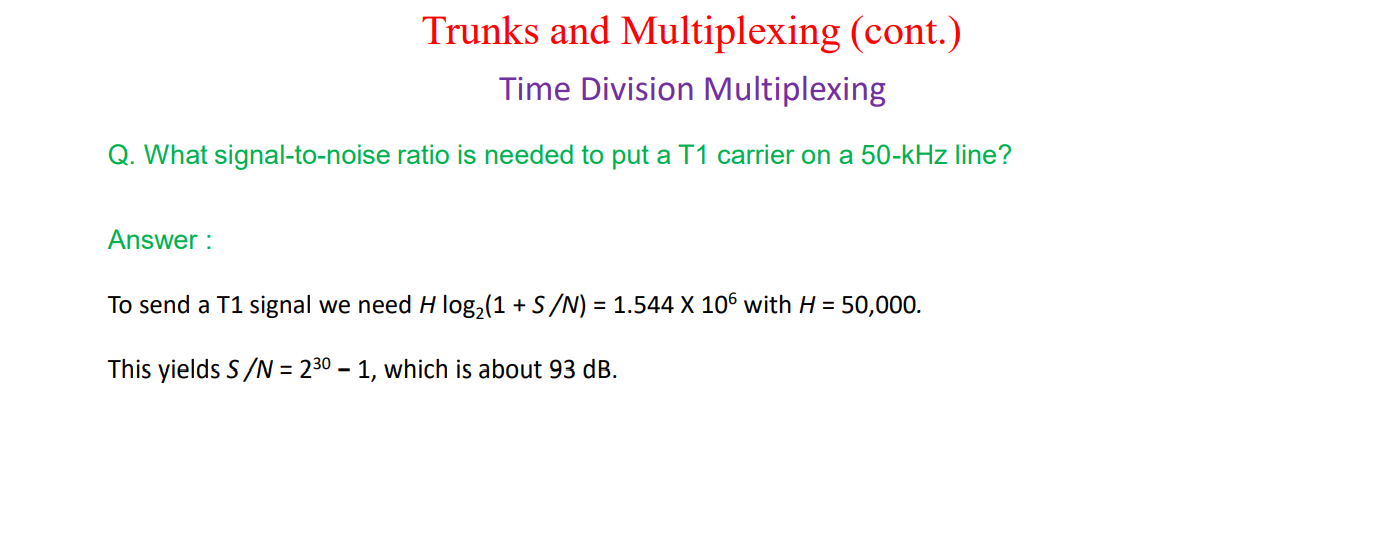 Trunks and Multiplexing (cont.)
Time Division Multiplexing
Q. What signal-to-noise ratio is needed to put a T1 carrier on a 50-kHz line?
Answer :
To send a T1 signal we need H log₂(1 + S /N) = 1.544 X 10⁶ with H = 50,000.
This yields S /N = 2³⁰ – 1, which is about 93 dB.